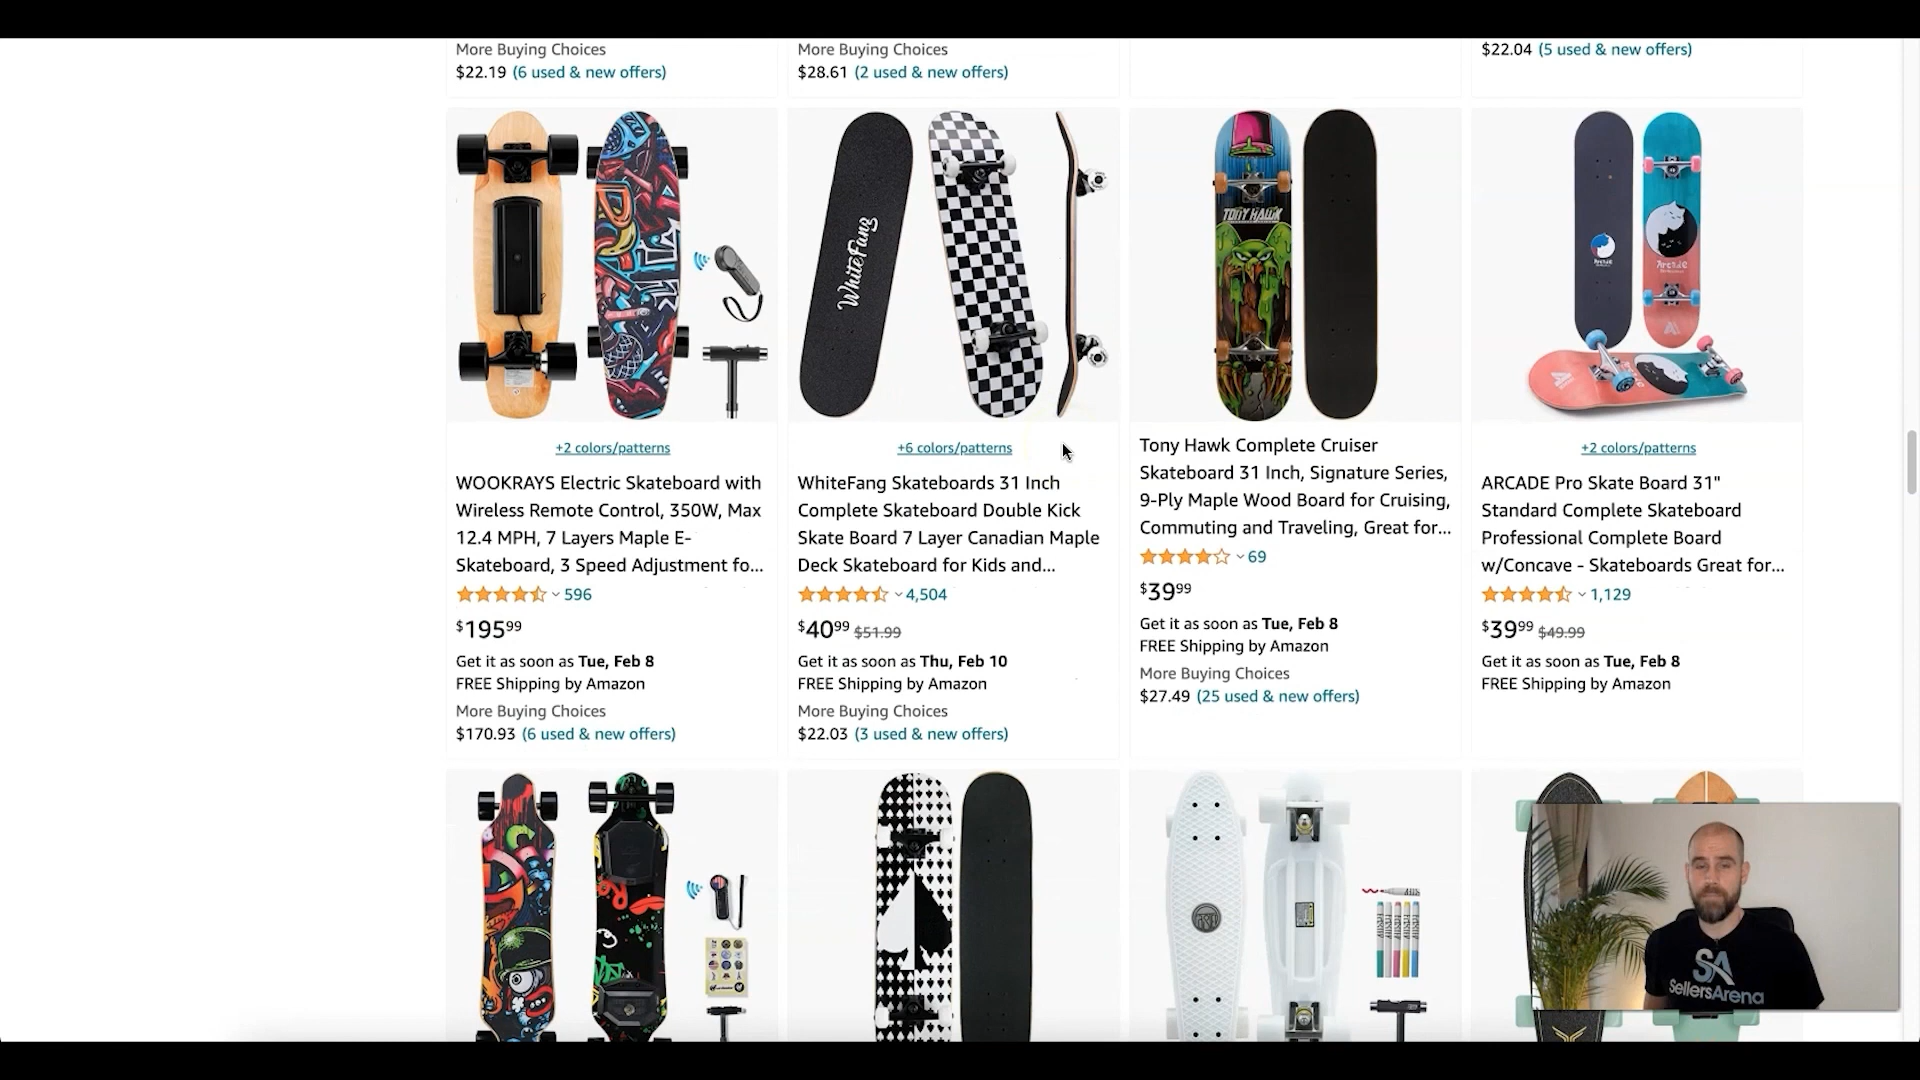 More Buying Choices
$22.19 (6 used & new offers)
More Buying Choices
$28.61 (2 used & new offers)
$22.04 (5 used & new offers)
WhiteFang
TONY HAWK
ARCADE
+2 colors/patterns
WOOKRAYS Electric Skateboard with
Wireless Remote Control, 350W, Max
12.4 MPH, 7 Layers Maple E-
Skateboard, 3 Speed Adjustment fo...
596
$195 99
Get it as soon as Tue, Feb 8
FREE Shipping by Amazon
More Buying Choices
$170.93 (6 used & new offers)
+6 colors/patterns
WhiteFang Skateboards 31 Inch
Complete Skateboard Double Kick
Skate Board 7 Layer Canadian Maple
Deck Skateboard for Kids and...
4,504
$40 99 $51.99
Get it as soon as Thu, Feb 10
FREE Shipping by Amazon
More Buying Choices
$22.03 (3 used & new offers)
Tony Hawk Complete Cruiser
Skateboard 31 Inch, Signature Series,
9-Ply Maple Wood Board for Cruising,
Commuting and Traveling, Great for...
69
$39 99
Get it as soon as Tue, Feb 8
FREE Shipping by Amazon
More Buying Choices
$27.49 (25 used & new offers)
+2 colors/patterns
ARCADE Pro Skate Board 31"
Standard Complete Skateboard
Professional Complete Board
w/Concave - Skateboards Great for...
1,129
$39 99 $49.99
Get it as soon as Tue, Feb 8
FREE Shipping by Amazon
SA
SellersArena